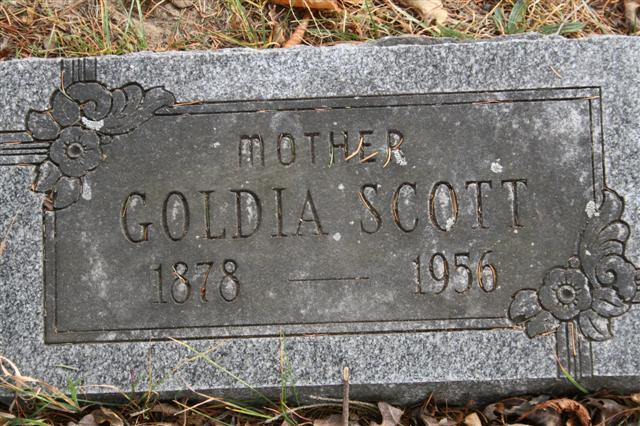 MOTHER
GOLDIA SCOTT
1878 — 1956